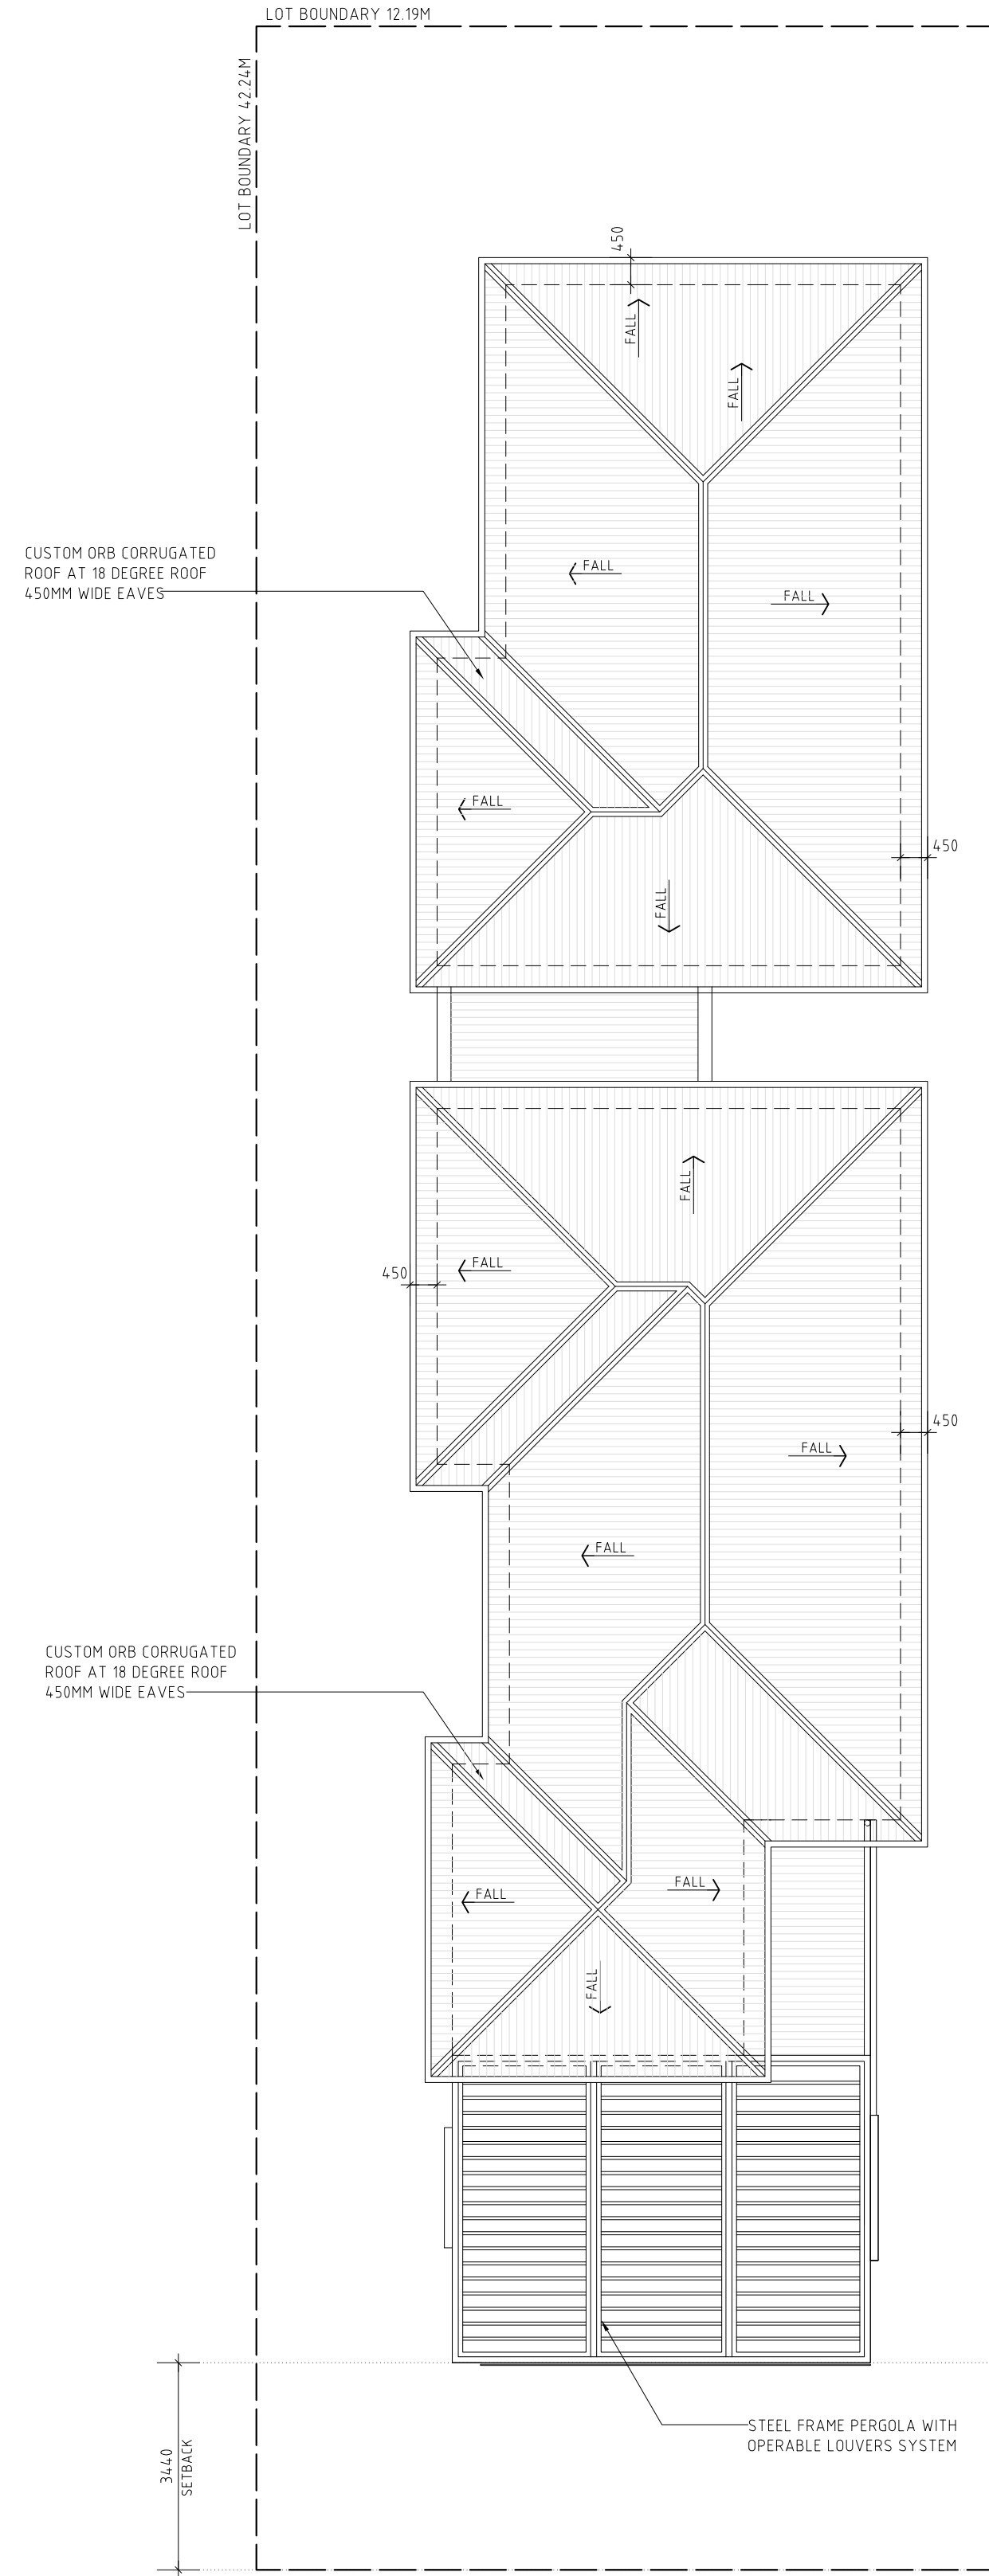 LOT BOUNDARY 12.19M
LOT BOUNDARY 42.24M
450
FALL
FALL
CUSTOM ORB CORRUGATED
ROOF AT 18 DEGREE ROOF
450MM WIDE EAVES
FALL
FALL
FALL
450
FALL
FALL
FALL
450
450
FALL
FALL
CUSTOM ORB CORRUGATED
ROOF AT 18 DEGREE ROOF
450MM WIDE EAVES
FALL
FALL
FALL
STEEL FRAME PERGOLA WITH
OPERABLE LOUVERS SYSTEM
3440
SETBACK